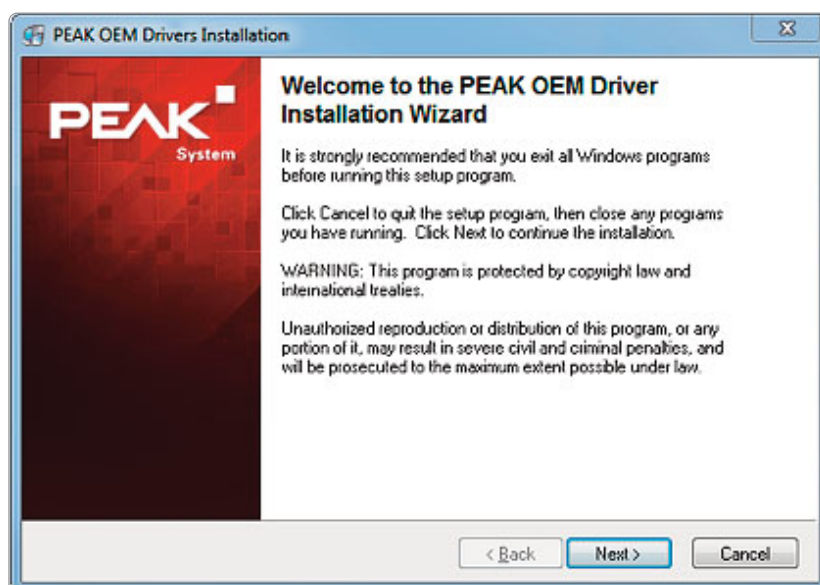 PEAK OEM Drivers Installation
PEAK
System
Welcome to the PEAK OEM Driver
Installation Wizard
It is strongly recommended that you exit all Windows programs
before running this setup program.
Click Cancel to quit the setup program, then close any programs
you have running. Click Next to continue the installation.
WARNING: This program is protected by copyright law and
international treaties.
Unauthorized reproduction or distribution of this program, or any
portion of it, may result in severe civil and criminal penalties, and
will be prosecuted to the maximum extent possible under law.
< Back
Next >
Cancel